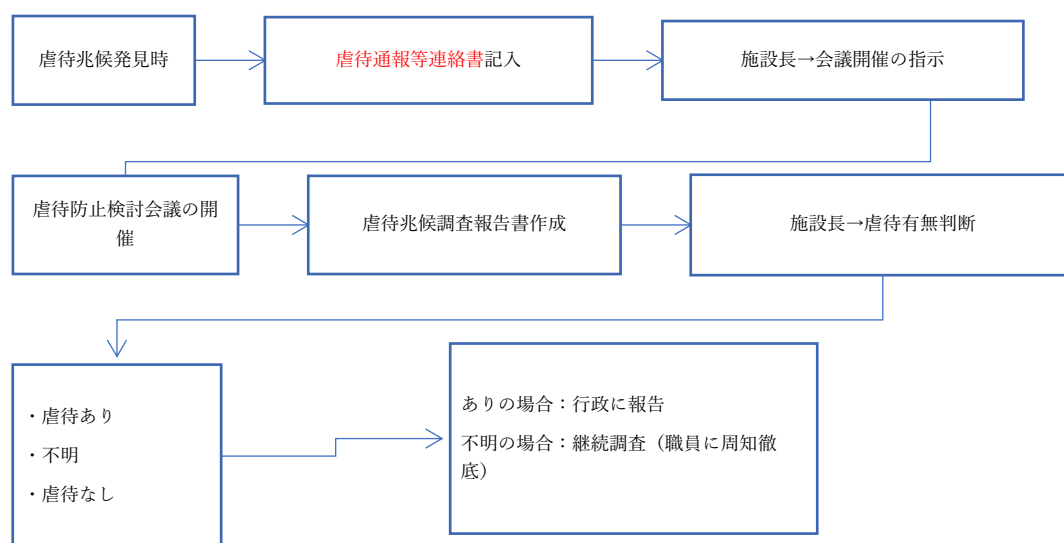 虐待兆候発見時
虐待通報等連絡書記入
施設長→会議開催の指示
虐待防止検討会議の開
催
虐待兆候調査報告書作成
施設長→虐待有無判断
・虐待あり
・不明
・虐待なし
ありの場合：行政に報告
不明の場合：継続調査（職員に周知徹
底）